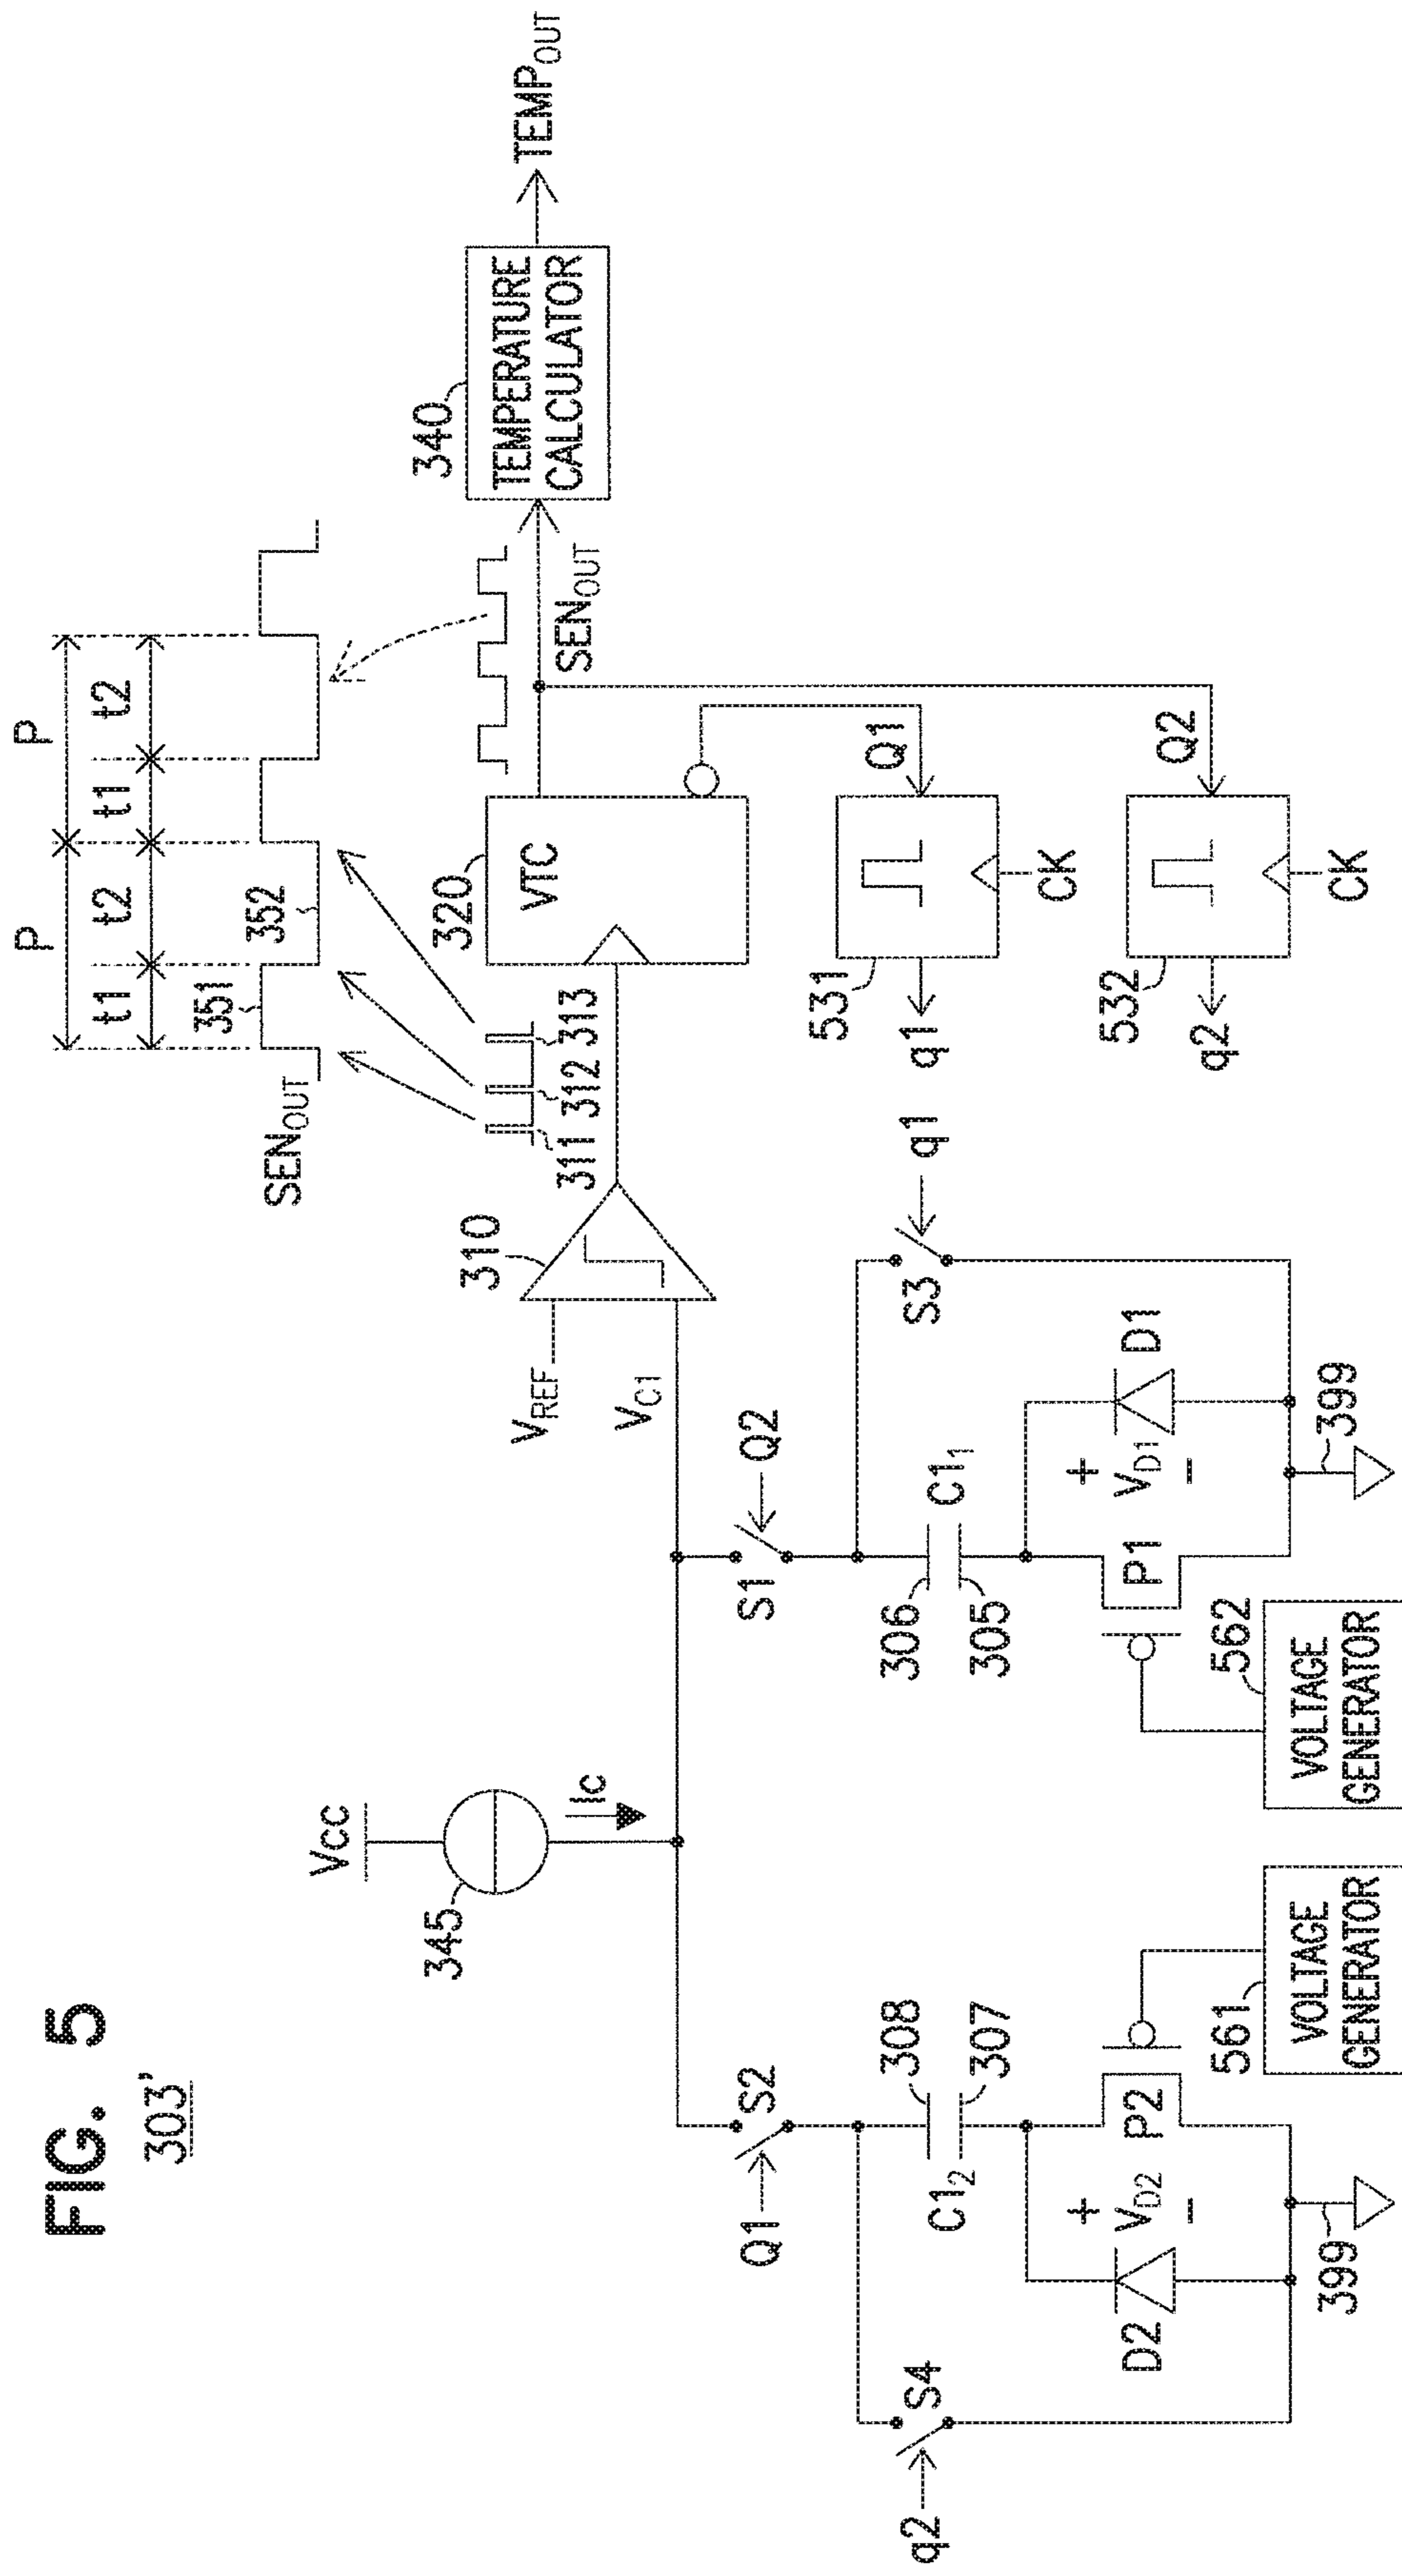 FIG. 5
303'
P
P
t1
t2
t1
t2
351
352
SEN_OUT
Vcc
345
Ic
V_REF
V_C1
310
311
312
313
320
VTC
SEN_OUT
340
TEMPERATURE
CALCULATOR
TEMP_OUT
Q1
S2
S1
Q2
q2
S4
308
307
C1₂
306
305
C1₁
S3
q1
D2
+
V_D2
-
P2
P1
+
V_D1
-
D1
399
399
561
VOLTAGE
GENERATOR
562
VOLTAGE
GENERATOR
531
q1
Q1
CK
532
q2
Q2
CK